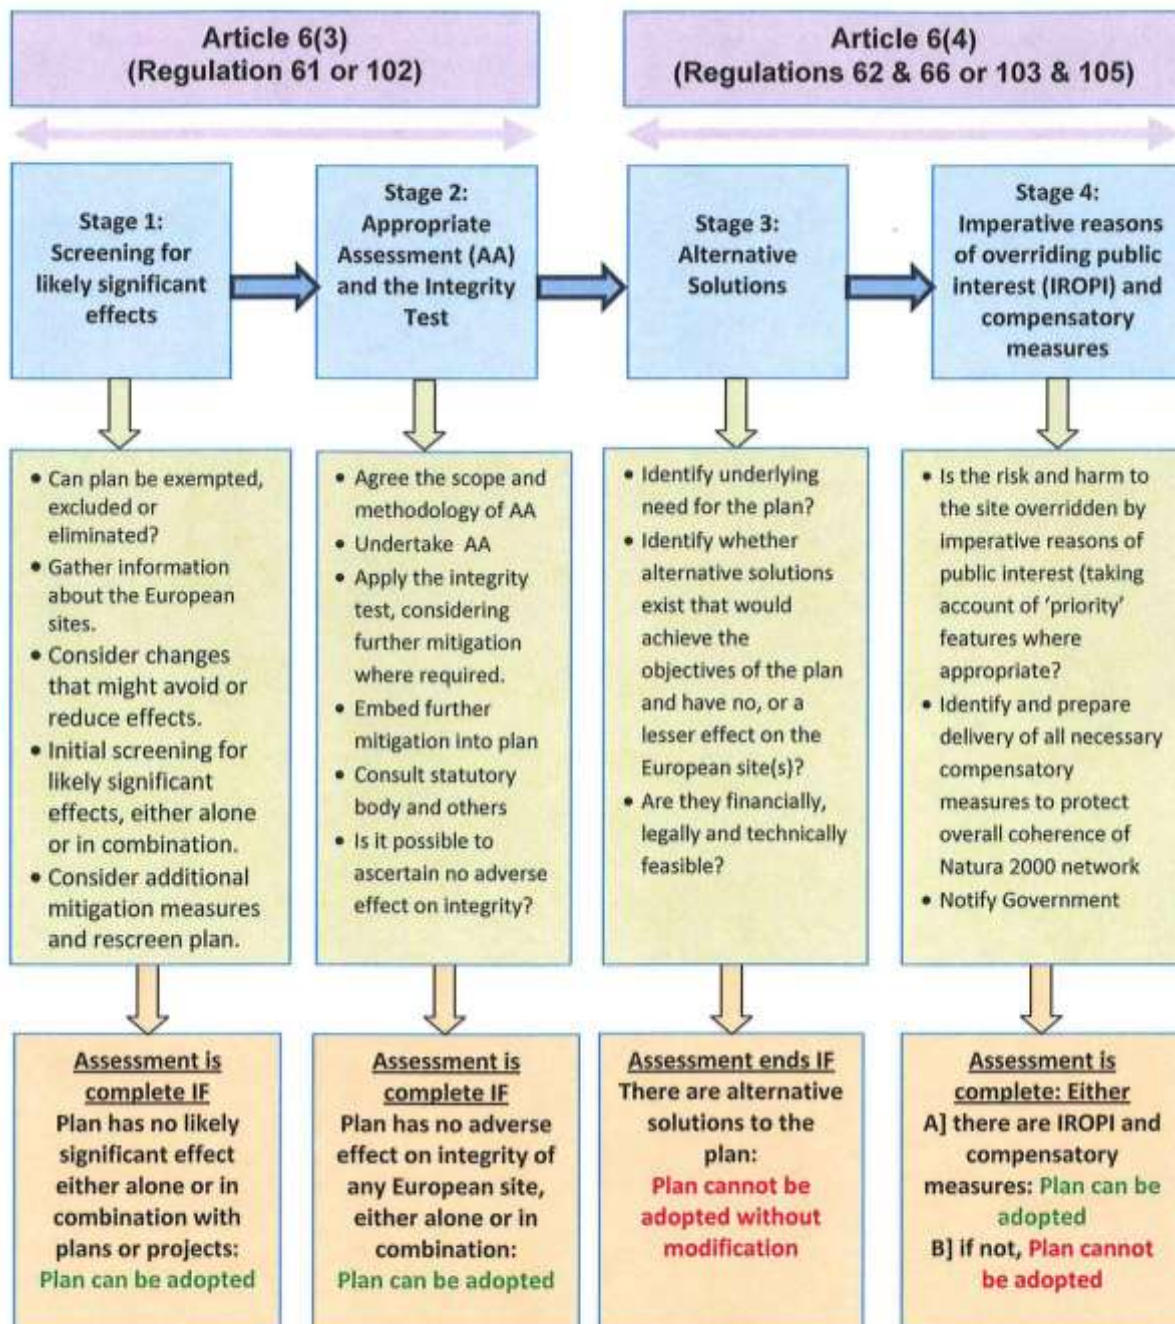 Article 6(3)
(Regulation 61 or 102)
Article 6(4)
(Regulations 62 & 66 or 103 & 105)
Stage 1:
Screening for
likely significant
effects
Stage 2:
Appropriate
Assessment (AA)
and the Integrity
Test
Stage 3:
Alternative
Solutions
Stage 4:
Imperative reasons
of overriding public
interest (IROPI) and
compensatory
measures
• Can plan be exempted,
excluded or
eliminated?
• Gather information
about the European
sites.
• Consider changes
that might avoid or
reduce effects.
• Initial screening for
likely significant
effects, either alone
or in combination.
• Consider additional
mitigation measures
and rescreen plan.
• Agree the scope and
methodology of AA
• Undertake AA
• Apply the integrity
test, considering
further mitigation
where required.
• Embed further
mitigation into plan
• Consult statutory
body and others
• Is it possible to
ascertain no adverse
effect on integrity?
• Identify underlying
need for the plan?
• Identify whether
alternative solutions
exist that would
achieve the
objectives of the plan
and have no, or a
lesser effect on the
European site(s)?
• Are they financially,
legally and technically
feasible?
• Is the risk and harm to
the site overridden by
imperative reasons of
public interest (taking
account of ‘priority’
features where
appropriate?
• Identify and prepare
delivery of all necessary
compensatory
measures to protect
overall coherence of
Natura 2000 network
• Notify Government
Assessment is
complete IF
Plan has no likely
significant effect
either alone or in
combination with
plans or projects:
Plan can be adopted
Assessment is
complete IF
Plan has no adverse
effect on integrity of
any European site,
either alone or in
combination:
Plan can be adopted
Assessment ends IF
There are alternative
solutions to the
plan:
Plan cannot be
adopted without
modification
Assessment is
complete: Either
A] there are IROPI and
compensatory
measures: Plan can be
adopted
B] if not, Plan cannot
be adopted